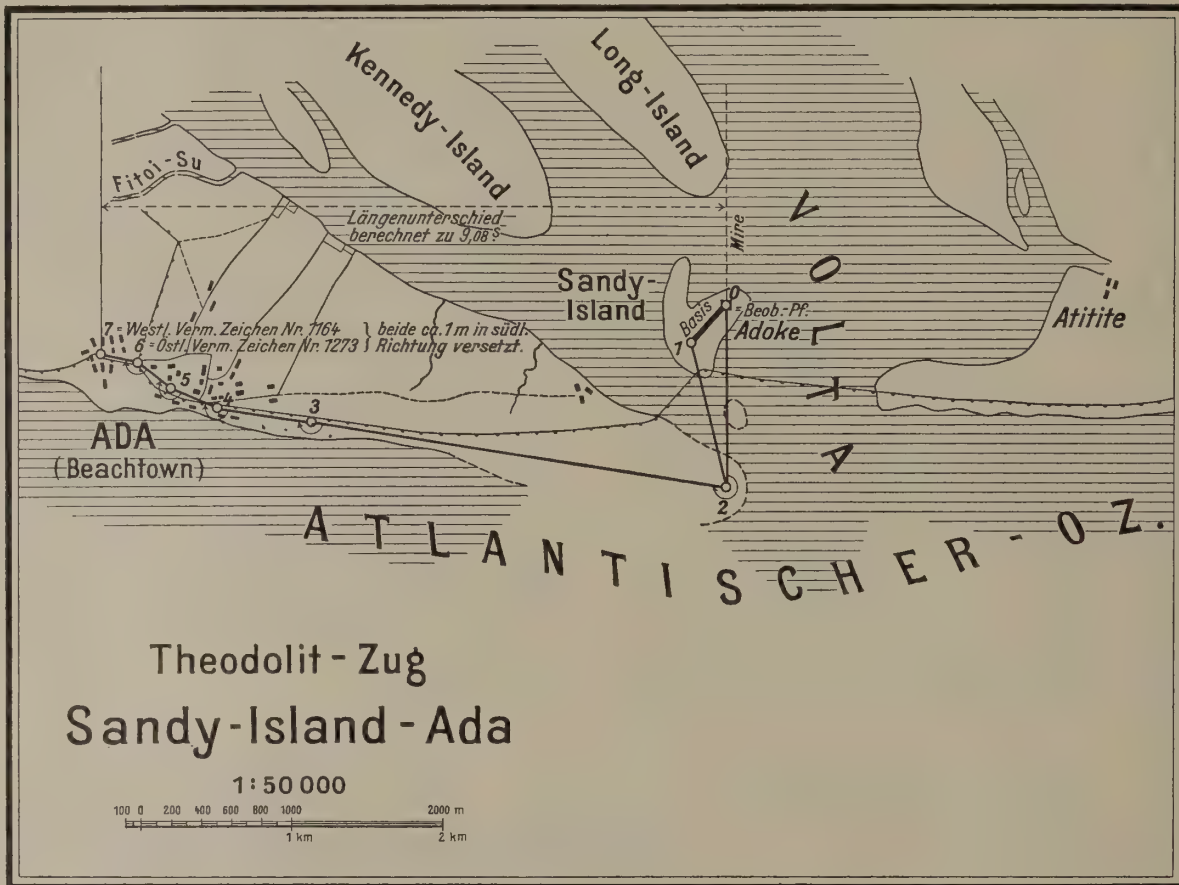 Kennedy-Island
Long-Island
Fitoi-Su
Längenunterschied
berechnet zu 9,08ˢ.
Mire
VOLTA
Sandy-
Island
Basis
0
= Beob.-Pf.
Adoke
1
Atitite
7 = Westl. Verm. Zeichen Nr. 1164 } beide ca. 1 m in südl.
6 = Östl. Verm. Zeichen Nr. 1273 } Richtung versetzt.
5
4
3
2
ADA
(Beachtown)
ATLANTISCHER-OZ.
Theodolit-Zug
Sandy-Island-Ada
1:50 000
100 0 200 400 600 800 1000 2000 m
1 km 2 km